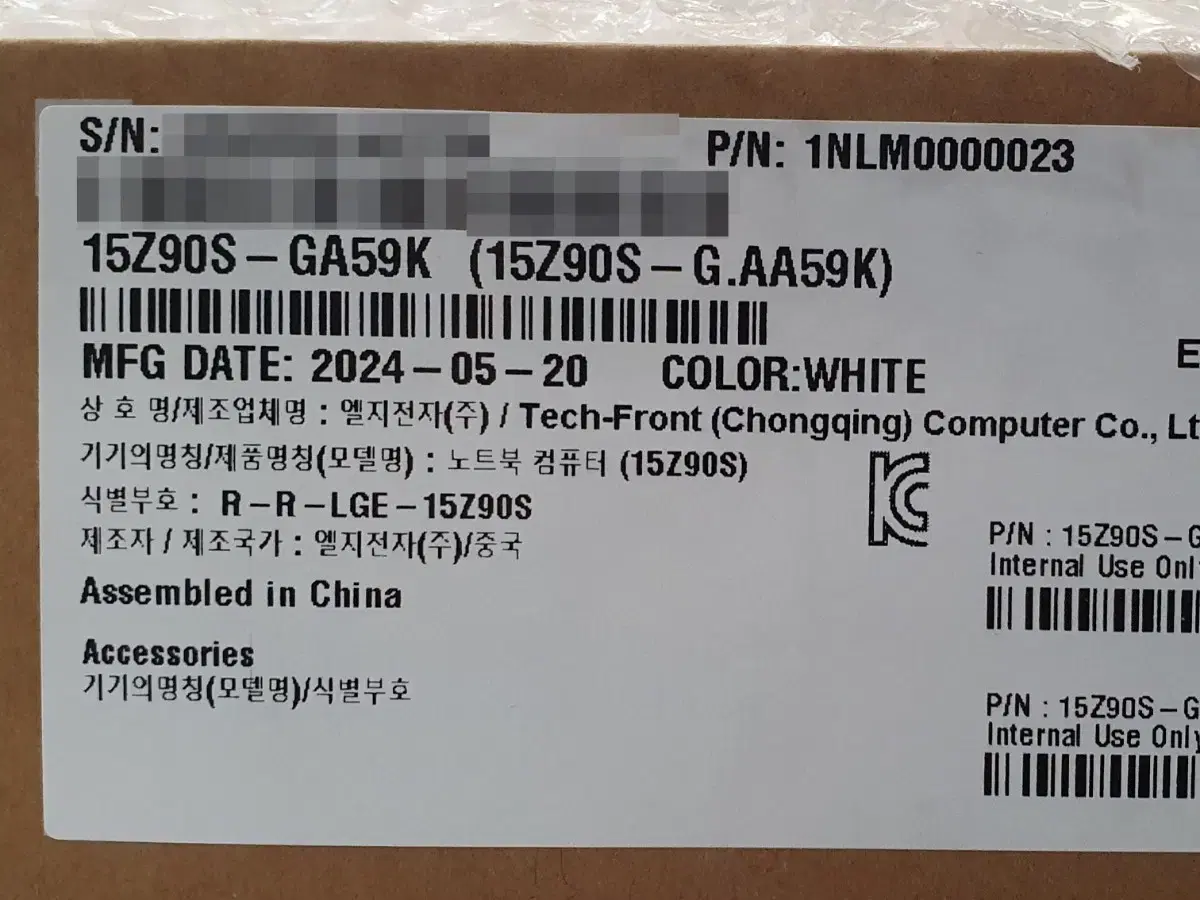 S/N:
P/N: 1NLM0000023
15Z90S-GA59K (15Z90S-G.AA59K)
MFG DATE: 2024-05-20 COLOR:WHITE
E
상 호 명/제조업체명 : 엘지전자(주) / Tech-Front (Chongqing) Computer Co., Lt
기기의명칭/제품명칭(모델명) : 노트북 컴퓨터 (15Z90S)
식별부호 : R-R-LGE-15Z90S
제조자 / 제조국가 : 엘지전자(주)/중국
Assembled in China
Accessories
기기의명칭(모델명)/식별부호
P/N : 15Z90S-G
Internal Use Onl
P/N : 15Z90S-G
Internal Use Only